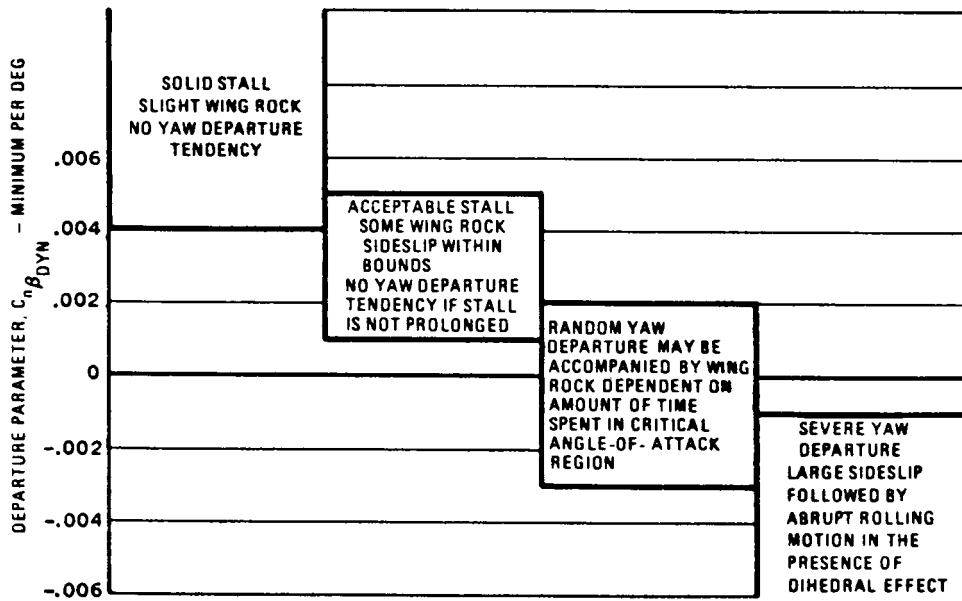 DEPARTURE PARAMETER, CnβDYN - MINIMUM PER DEG
.006
.004
.002
0
-.002
-.004
-.006
SOLID STALL
SLIGHT WING ROCK
NO YAW DEPARTURE
TENDENCY
ACCEPTABLE STALL
SOME WING ROCK
SIDESLIP WITHIN
BOUNDS
NO YAW DEPARTURE
TENDENCY IF STALL
IS NOT PROLONGED
RANDOM YAW
DEPARTURE MAY BE
ACCOMPANIED BY WING
ROCK DEPENDENT ON
AMOUNT OF TIME
SPENT IN CRITICAL
ANGLE-OF-ATTACK
REGION
SEVERE YAW
DEPARTURE
LARGE SIDESLIP
FOLLOWED BY
ABRUPT ROLLING
MOTION IN THE
PRESENCE OF
DIHEDRAL EFFECT